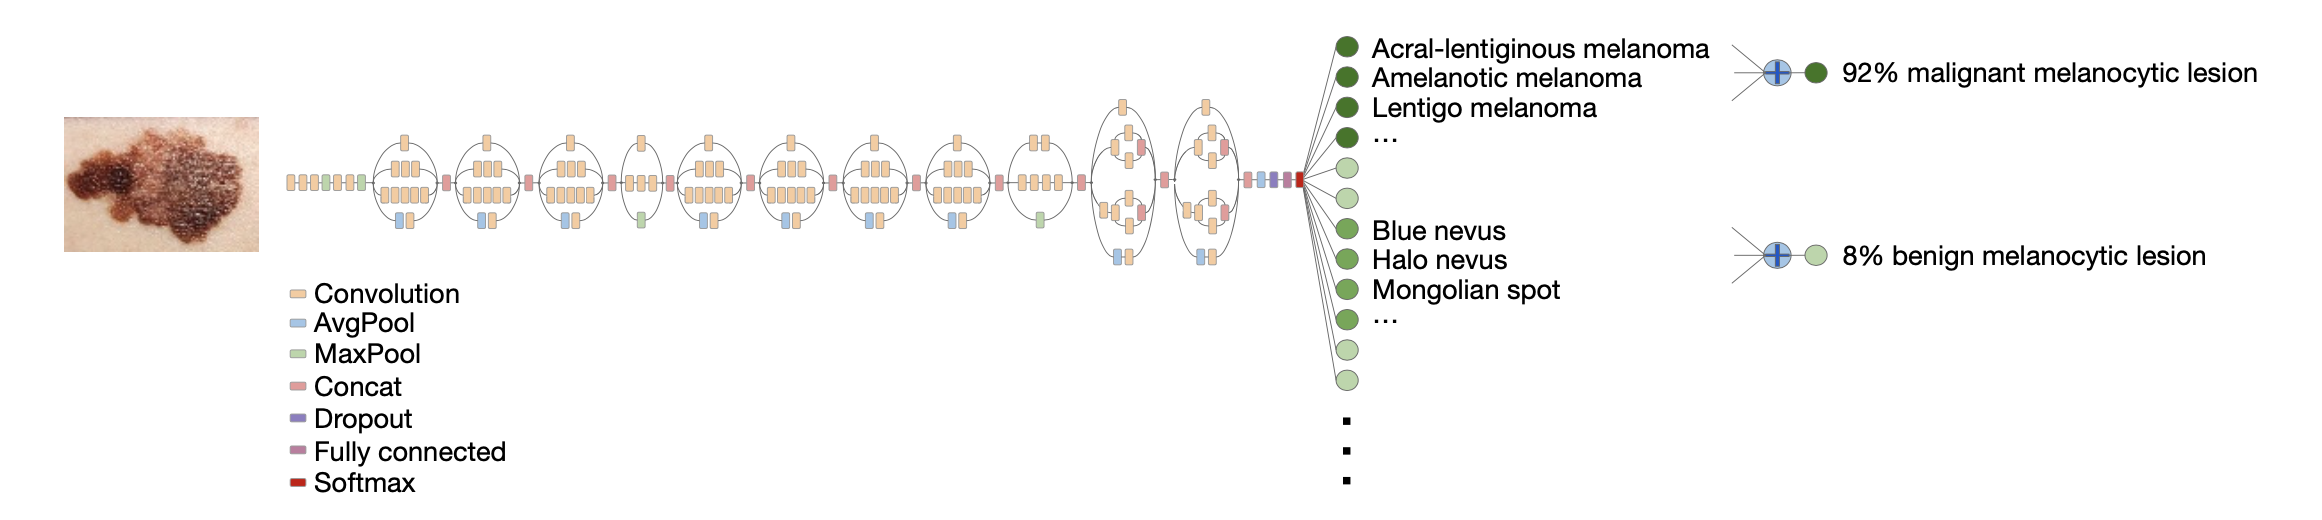 Acral-lentiginous melanoma
Amelanotic melanoma
Lentigo melanoma
...
Blue nevus
Halo nevus
Mongolian spot
...
92% malignant melanocytic lesion
8% benign melanocytic lesion
Convolution
AvgPool
MaxPool
Concat
Dropout
Fully connected
Softmax